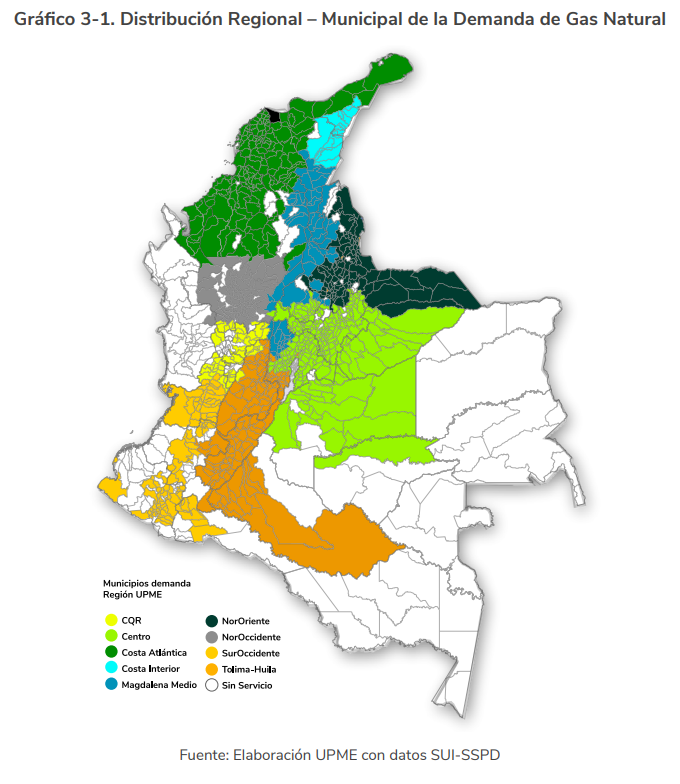 Gráfico 3-1. Distribución Regional – Municipal de la Demanda de Gas Natural
Municipios demanda
Región UPME
CQR
Centro
Costa Atlántica
Costa Interior
Magdalena Medio
NorOriente
NorOccidente
SurOccidente
Tolima-Huila
Sin Servicio
Fuente: Elaboración UPME con datos SUI-SSPD